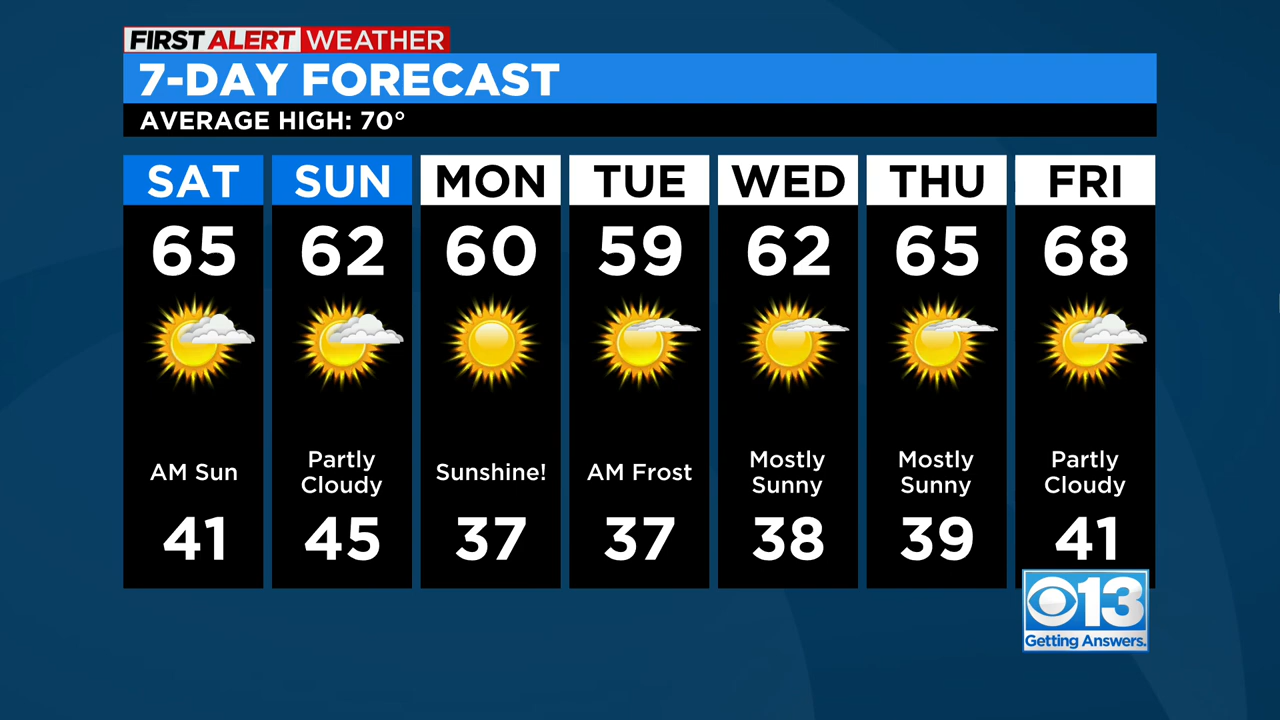 FIRST ALERT WEATHER
7-DAY FORECAST
AVERAGE HIGH: 70°
SAT SUN MON TUE WED THU FRI
65 62 60 59 62 65 68
AM Sun
Partly
Cloudy
Sunshine!
AM Frost
Mostly
Sunny
Mostly
Sunny
Partly
Cloudy
41 45 37 37 38 39 41
13
Getting Answers.